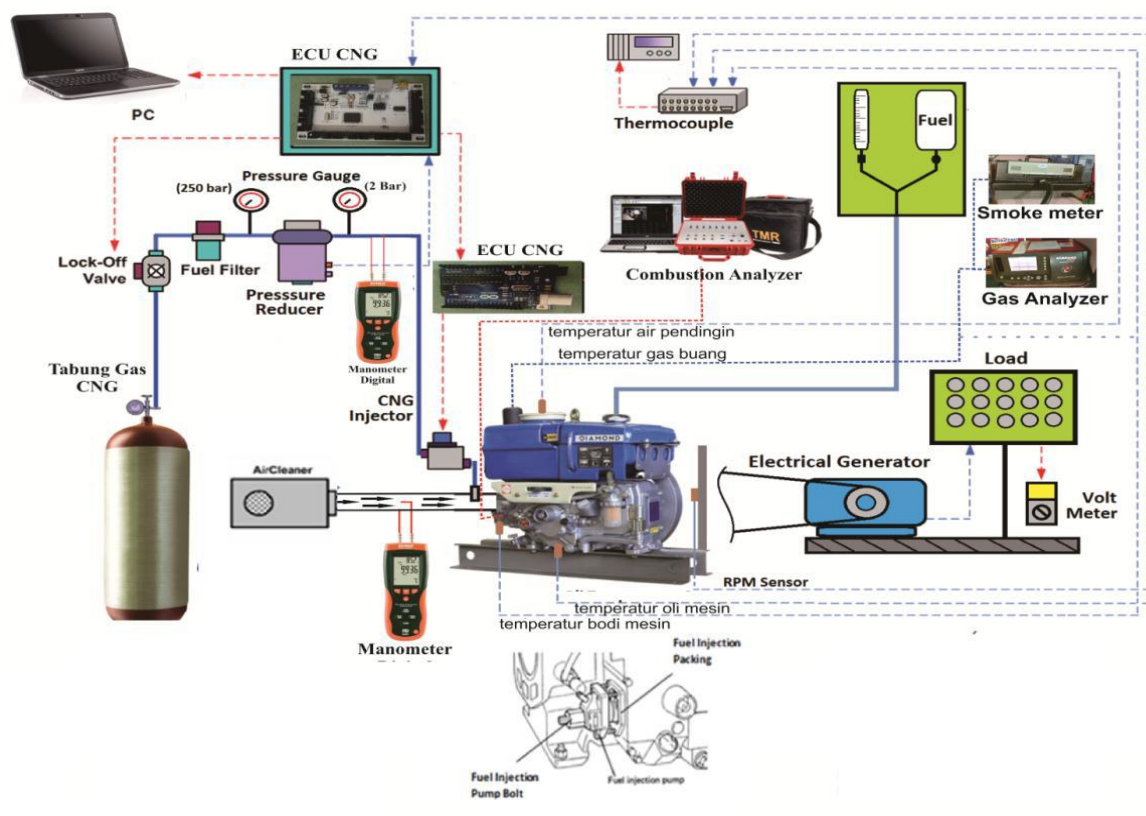 ECU CNG
PC
Thermocouple
Fuel
Smoke meter
Gas Analyzer
Pressure Gauge
(250 bar)
(2 Bar)
Lock-Off
Valve
Fuel Filter
Presssure
Reducer
ECU CNG
TMR
Combustion Analyzer
Manometer
Digital
temperatur air pendingin
temperatur gas buang
Load
Tabung Gas
CNG
CNG
Injector
DIAMOND
AirCleaner
Electrical Generator
Volt
Meter
RPM Sensor
temperatur oli mesin
temperatur bodi mesin
Manometer
Fuel Injection
Packing
Fuel Injection
Pump Bolt
Fuel injection pump